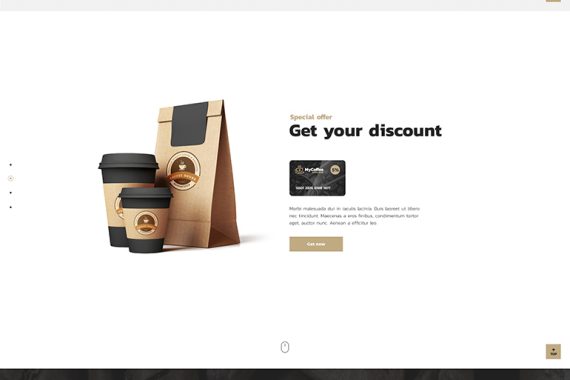 Special offer
Get your discount
MyCoffee
Morbi malesuada dui in iaculis lacinia. Duis laoreet ut libero
nec tincidunt. Maecenas a eros finibus, condimentum tortor
eget, auctor nunc. Aenean a efficitur leo.
Get now
TOP